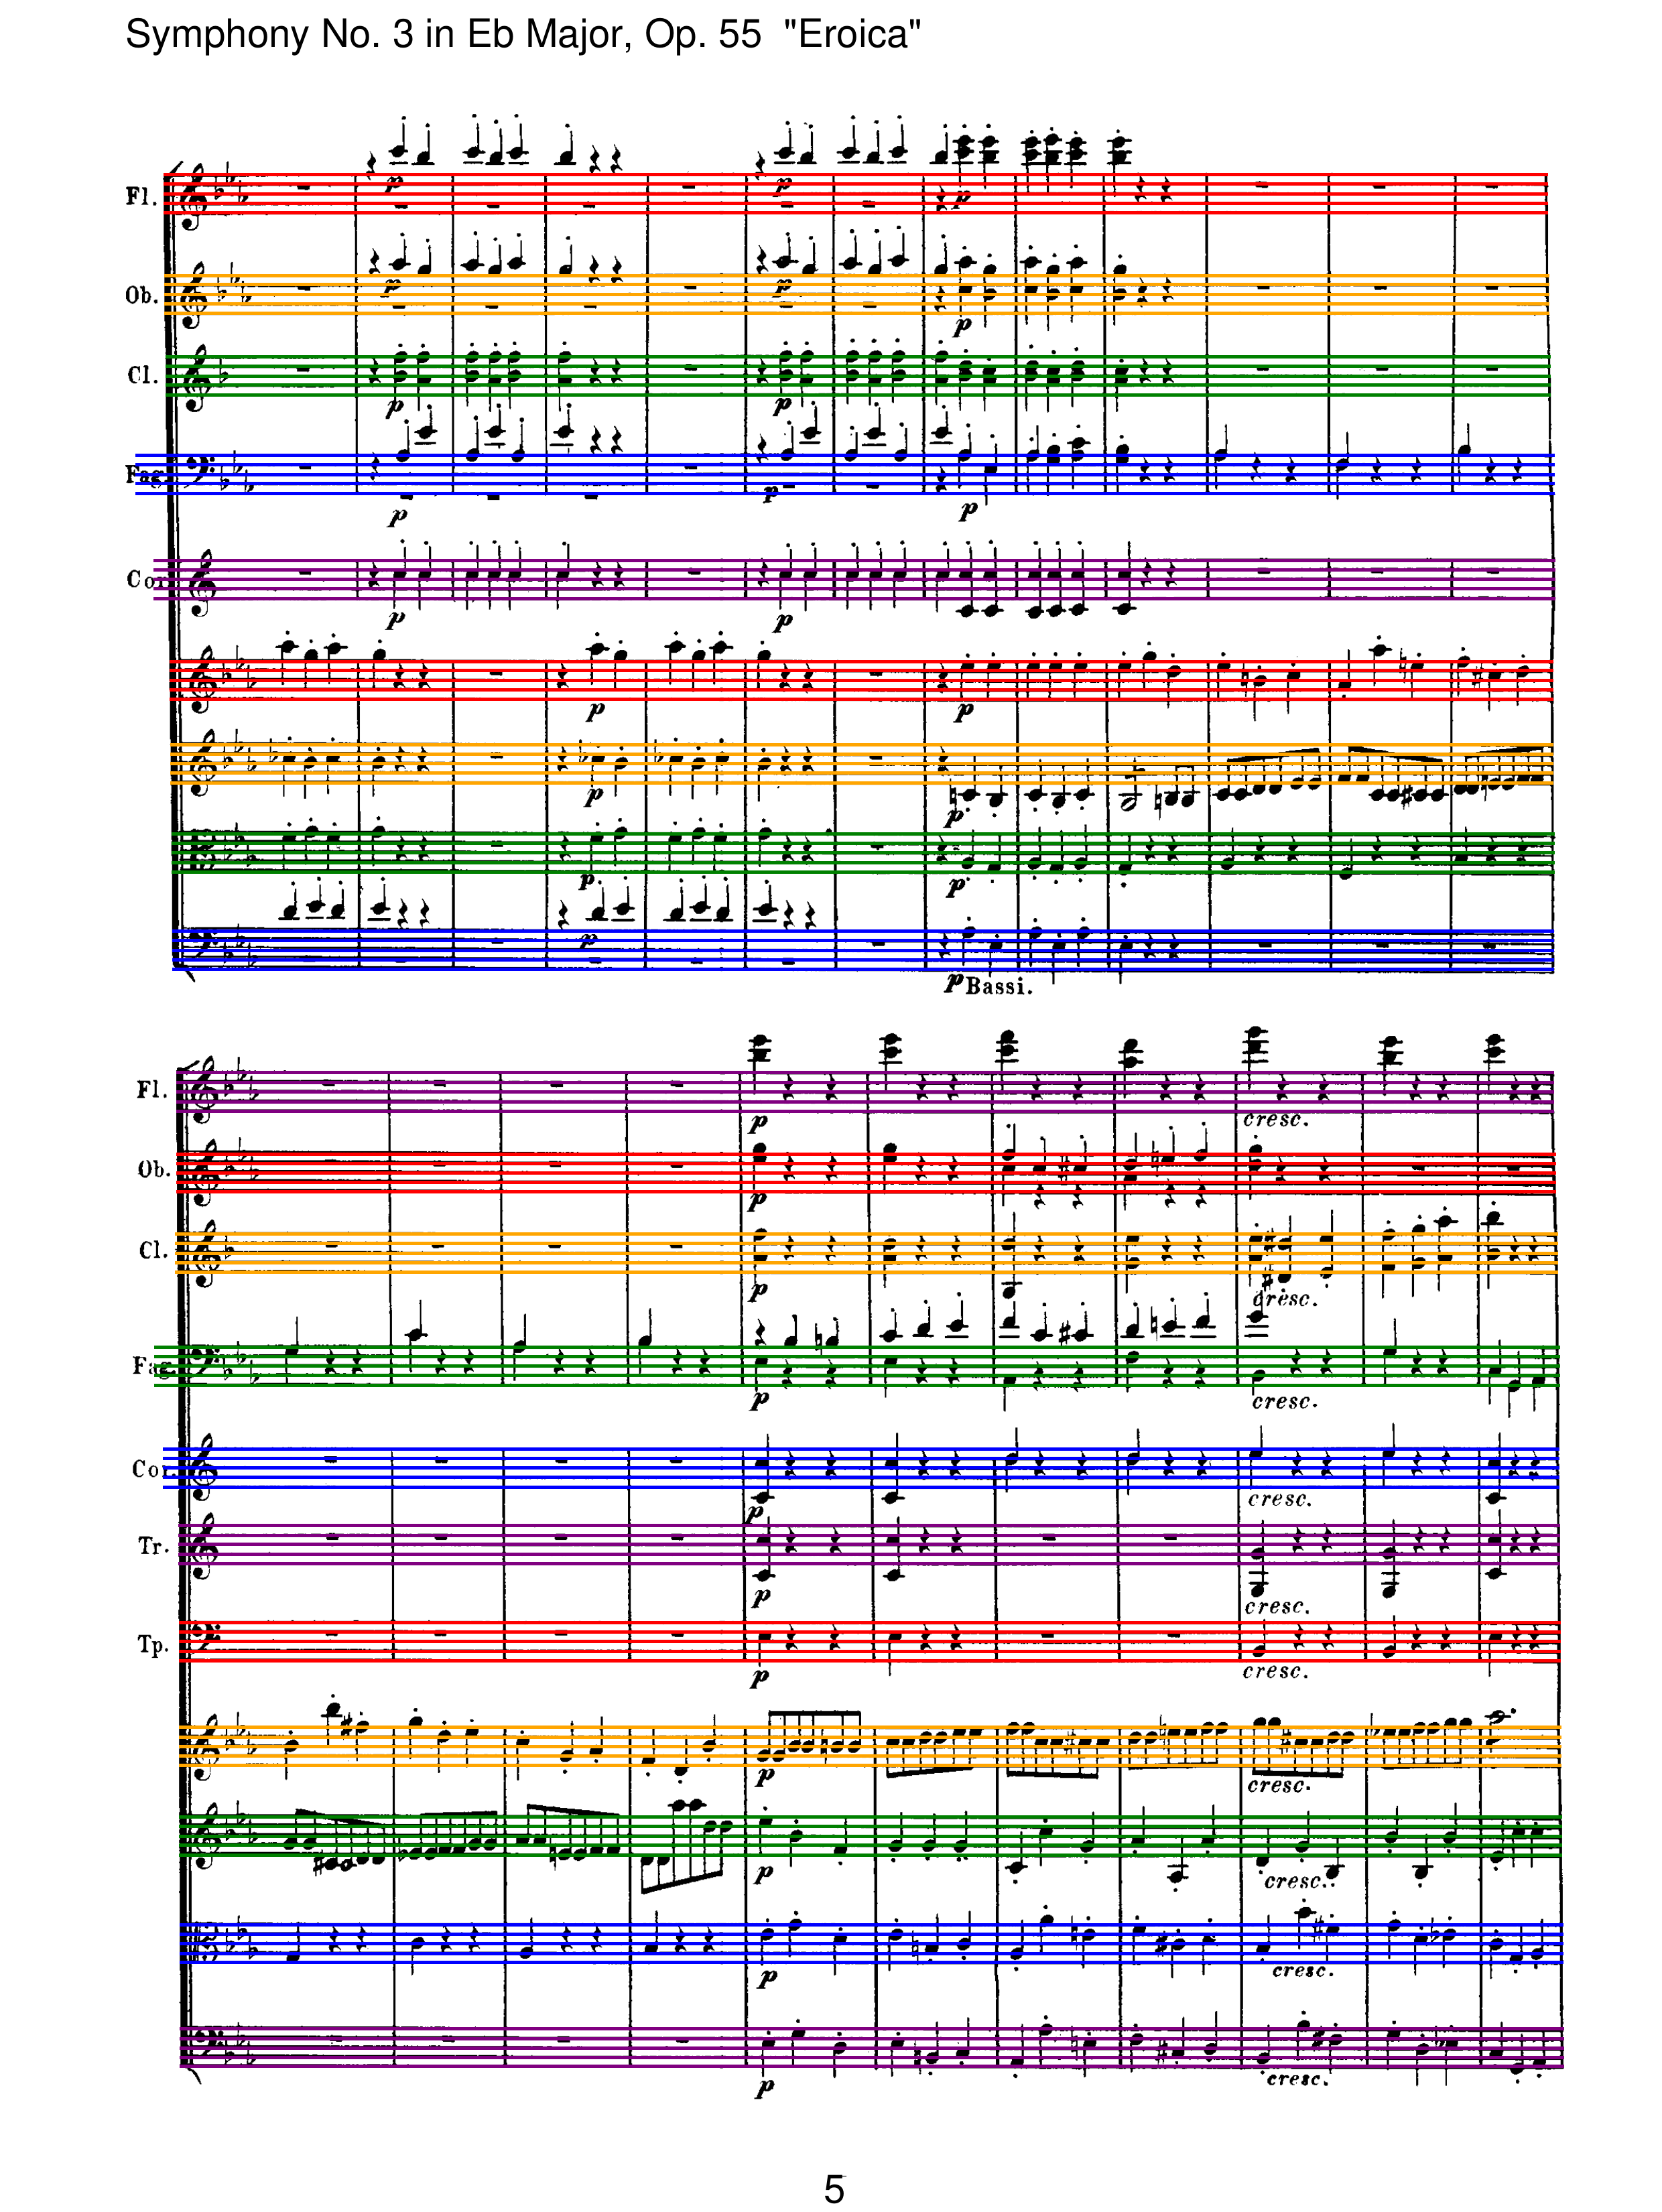 Symphony No. 3 in Eb Major, Op. 55  "Eroica"
p p
Fl. p
p p
Ob. p
Cl.
p p
Fag. p
p p
Cor
p p
p p
p p
p. p
p
p Bassi.
Fl.
p cresc.
Ob.
p
Cl.
p cresc.
Fag.
p cresc.
Cor.
p cresc.
Tr.
p cresc.
Tp.
p cresc.
p cresc.
p cresc.
p cresc.
p cresc.
5